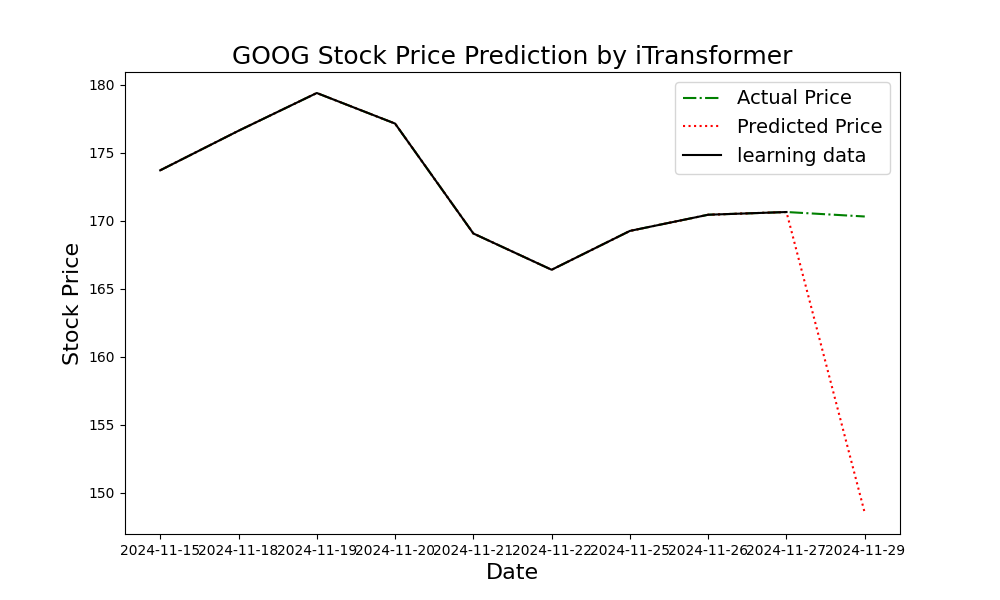 GOOG Stock Price Prediction by iTransformer
Actual Price
Predicted Price
learning data
180
175
170
165
160
155
150
Stock Price
2024-11-15 2024-11-18 2024-11-19 2024-11-20 2024-11-21 2024-11-22 2024-11-25 2024-11-26 2024-11-27 2024-11-29
Date